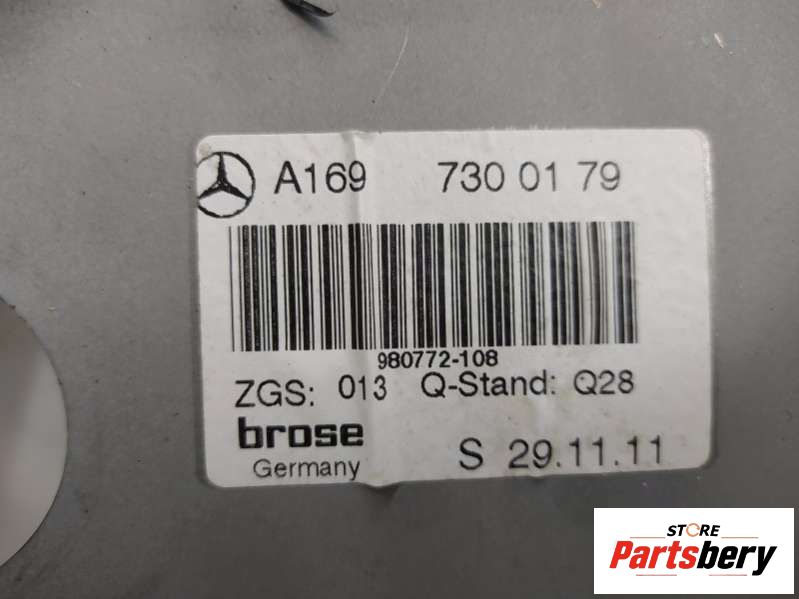 A169 730 01 79
980772-108
ZGS: 013 Q-Stand: Q28
brose
Germany S 29.11.11
STORE
Partsbery